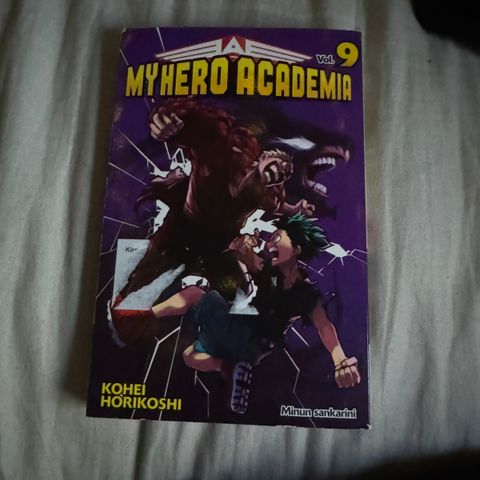 A
Vol. 9
MY HERO ACADEMIA
KOHEI
HORIKOSHI
Minun sankarini